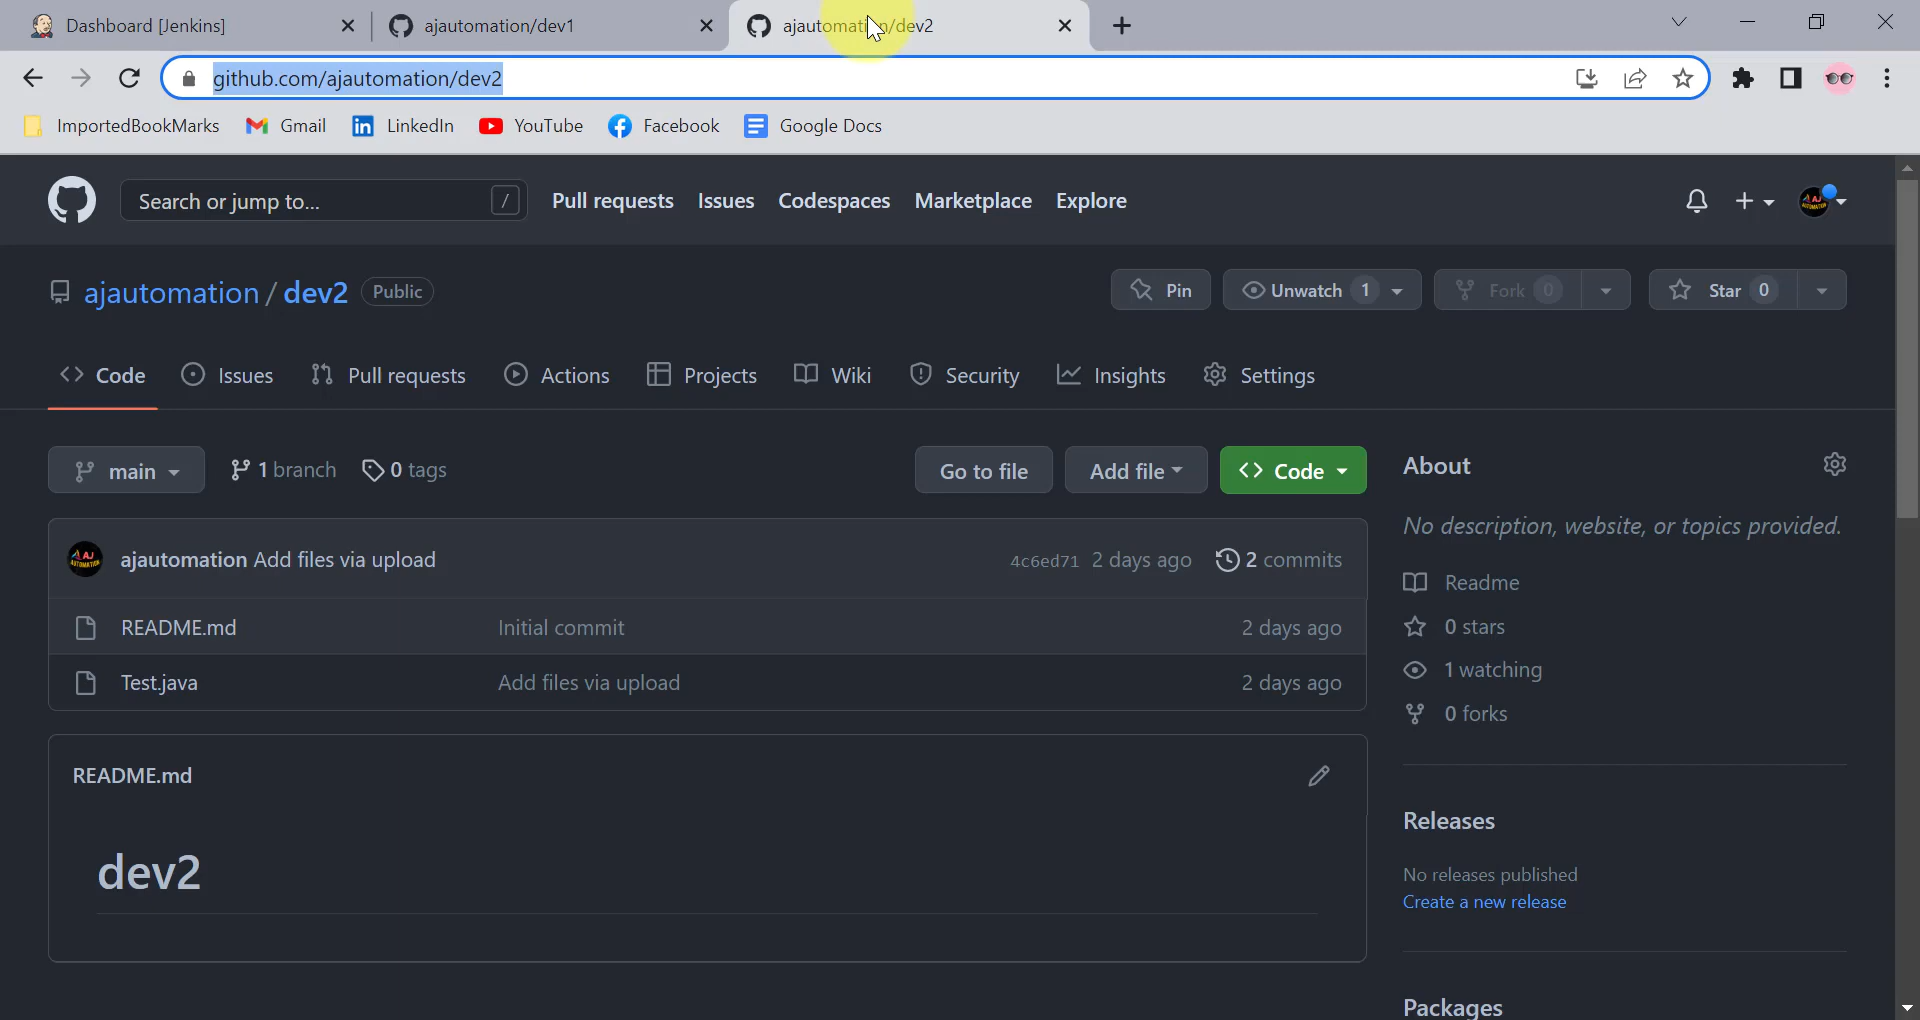 Dashboard [Jenkins]
ajautomation/dev1
ajautomation/dev2
github.com/ajautomation/dev2
ImportedBookMarks
Gmail
LinkedIn
YouTube
Facebook
Google Docs
Search or jump to...
/
Pull requests
Issues
Codespaces
Marketplace
Explore
AJ AUTOMATION
ajautomation / dev2
Public
Pin
Unwatch 1
Fork 0
Star 0
Code
Issues
Pull requests
Actions
Projects
Wiki
Security
Insights
Settings
main
1 branch
0 tags
Go to file
Add file
Code
About
No description, website, or topics provided.
AJ AUTOMATION
ajautomation Add files via upload
4c6ed71 2 days ago
2 commits
README.md
Initial commit
2 days ago
Test.java
Add files via upload
2 days ago
Readme
0 stars
1 watching
0 forks
README.md
dev2
Releases
No releases published
Create a new release
Packages